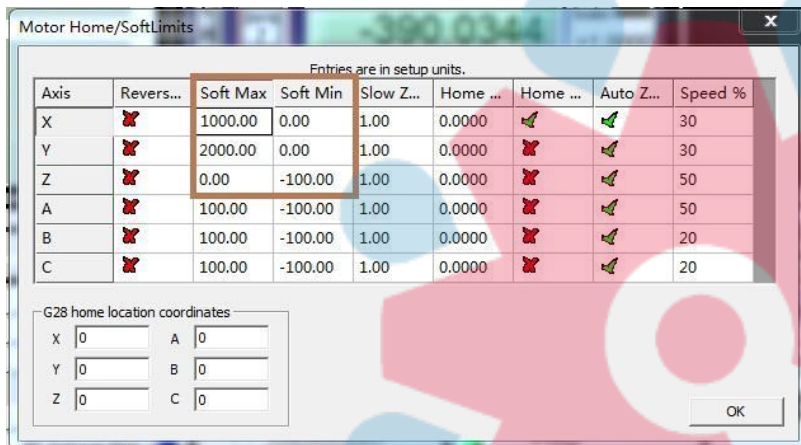 Motor Home/SoftLimits
-390.0344
x
Entries are in setup units.
Axis Revers... Soft Max Soft Min Slow Z... Home ... Home ... Auto Z... Speed %
X 1000.00 0.00 1.00 0.0000 30
Y 2000.00 0.00 1.00 0.0000 30
Z 0.00 -100.00 1.00 0.0000 50
A 100.00 -100.00 1.00 0.0000 50
B 100.00 -100.00 1.00 0.0000 20
C 100.00 -100.00 1.00 0.0000 20
G28 home location coordinates
X 0 A 0
Y 0 B 0
Z 0 C 0
OK